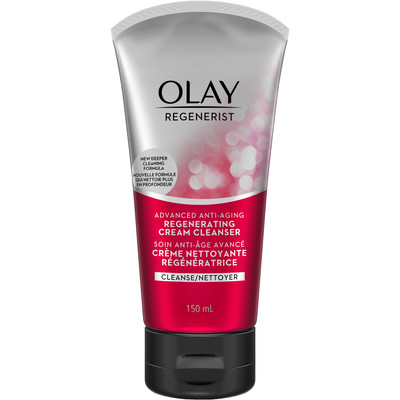 OLAY
REGENERIST
NEW DEEPER
CLEANING
FORMULA
NOUVELLE FORMULE
QUI NETTOIE PLUS
EN PROFONDEUR
ADVANCED ANTI-AGING
REGENERATING
CREAM CLEANSER
SOIN ANTI-ÂGE AVANCÉ
CRÈME NETTOYANTE
RÉGÉNÉRATRICE
CLEANSE/NETTOYER
150 mL